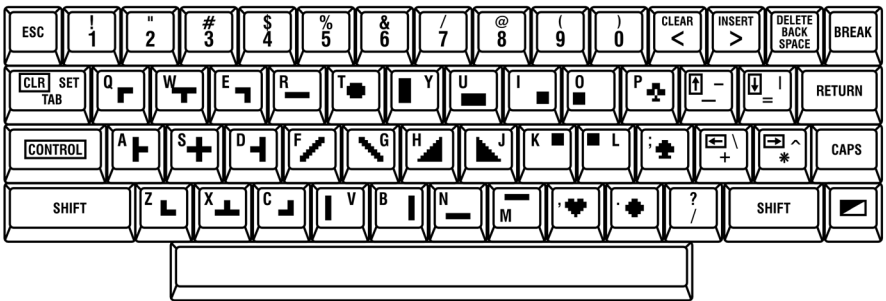 ESC ! 1 " 2 # 3 $ 4 % 5 & 6 / 7 @ 8 ( 9 ) 0 CLEAR < INSERT > DELETE BACK SPACE BREAK
CLR SET TAB Q W E R T Y U I O P ↑ – _ ↓ | = RETURN
CONTROL A S D F G H J K L ; ← \ + → ^ * CAPS
SHIFT Z X C V B N M , . ? / SHIFT